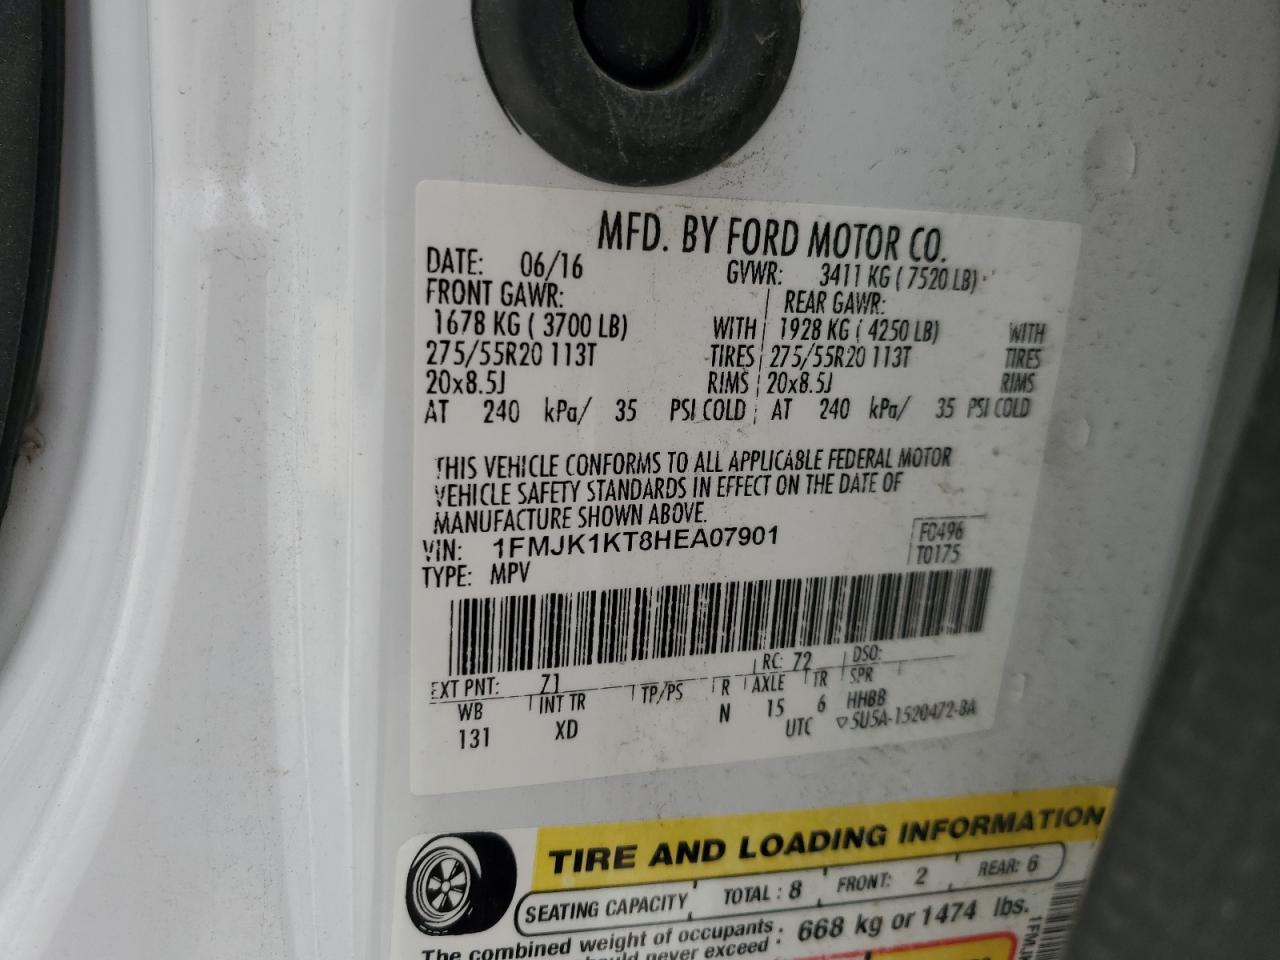 MFD. BY FORD MOTOR CO.
DATE: 06/16 GVWR: 3411 KG ( 7520 LB)
FRONT GAWR: REAR GAWR:
1678 KG ( 3700 LB) WITH 1928 KG ( 4250 LB) WITH
275/55R20 113T TIRES 275/55R20 113T TIRES
20x8.5J RIMS 20x8.5J RIMS
AT 240 kPa/ 35 PSI COLD AT 240 kPa/ 35 PSI COLD
THIS VEHICLE CONFORMS TO ALL APPLICABLE FEDERAL MOTOR
VEHICLE SAFETY STANDARDS IN EFFECT ON THE DATE OF
MANUFACTURE SHOWN ABOVE.
VIN: 1FMJK1KT8HEA07901 F0496
TYPE: MPV T0175
EXT PNT: Z1 RC: 72 DSO:
WB INT TR TP/PS R AXLE TR SPR
131 XD N 15 6 HHBB
UTC ▽5U5A-1520472-BA
TIRE AND LOADING INFORMATION
SEATING CAPACITY TOTAL : 8 FRONT: 2 REAR: 6
The combined weight of occupants
never exceed : 668 kg or 1474 lbs.